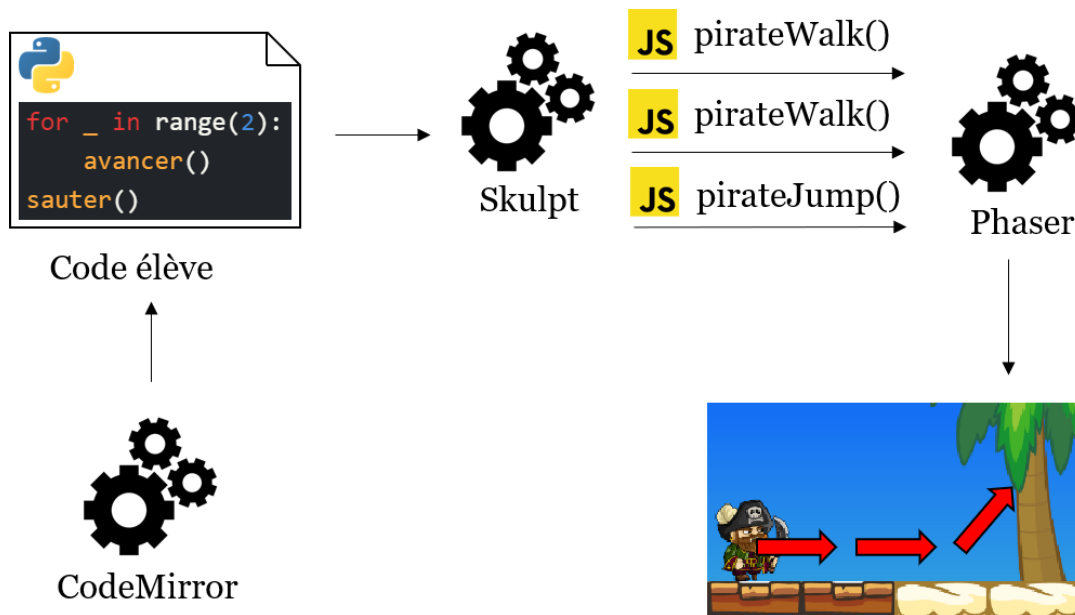 for _ in range(2):
    avancer()
sauter()
Code élève
CodeMirror
Skulpt
JS pirateWalk()
JS pirateWalk()
JS pirateJump()
Phaser